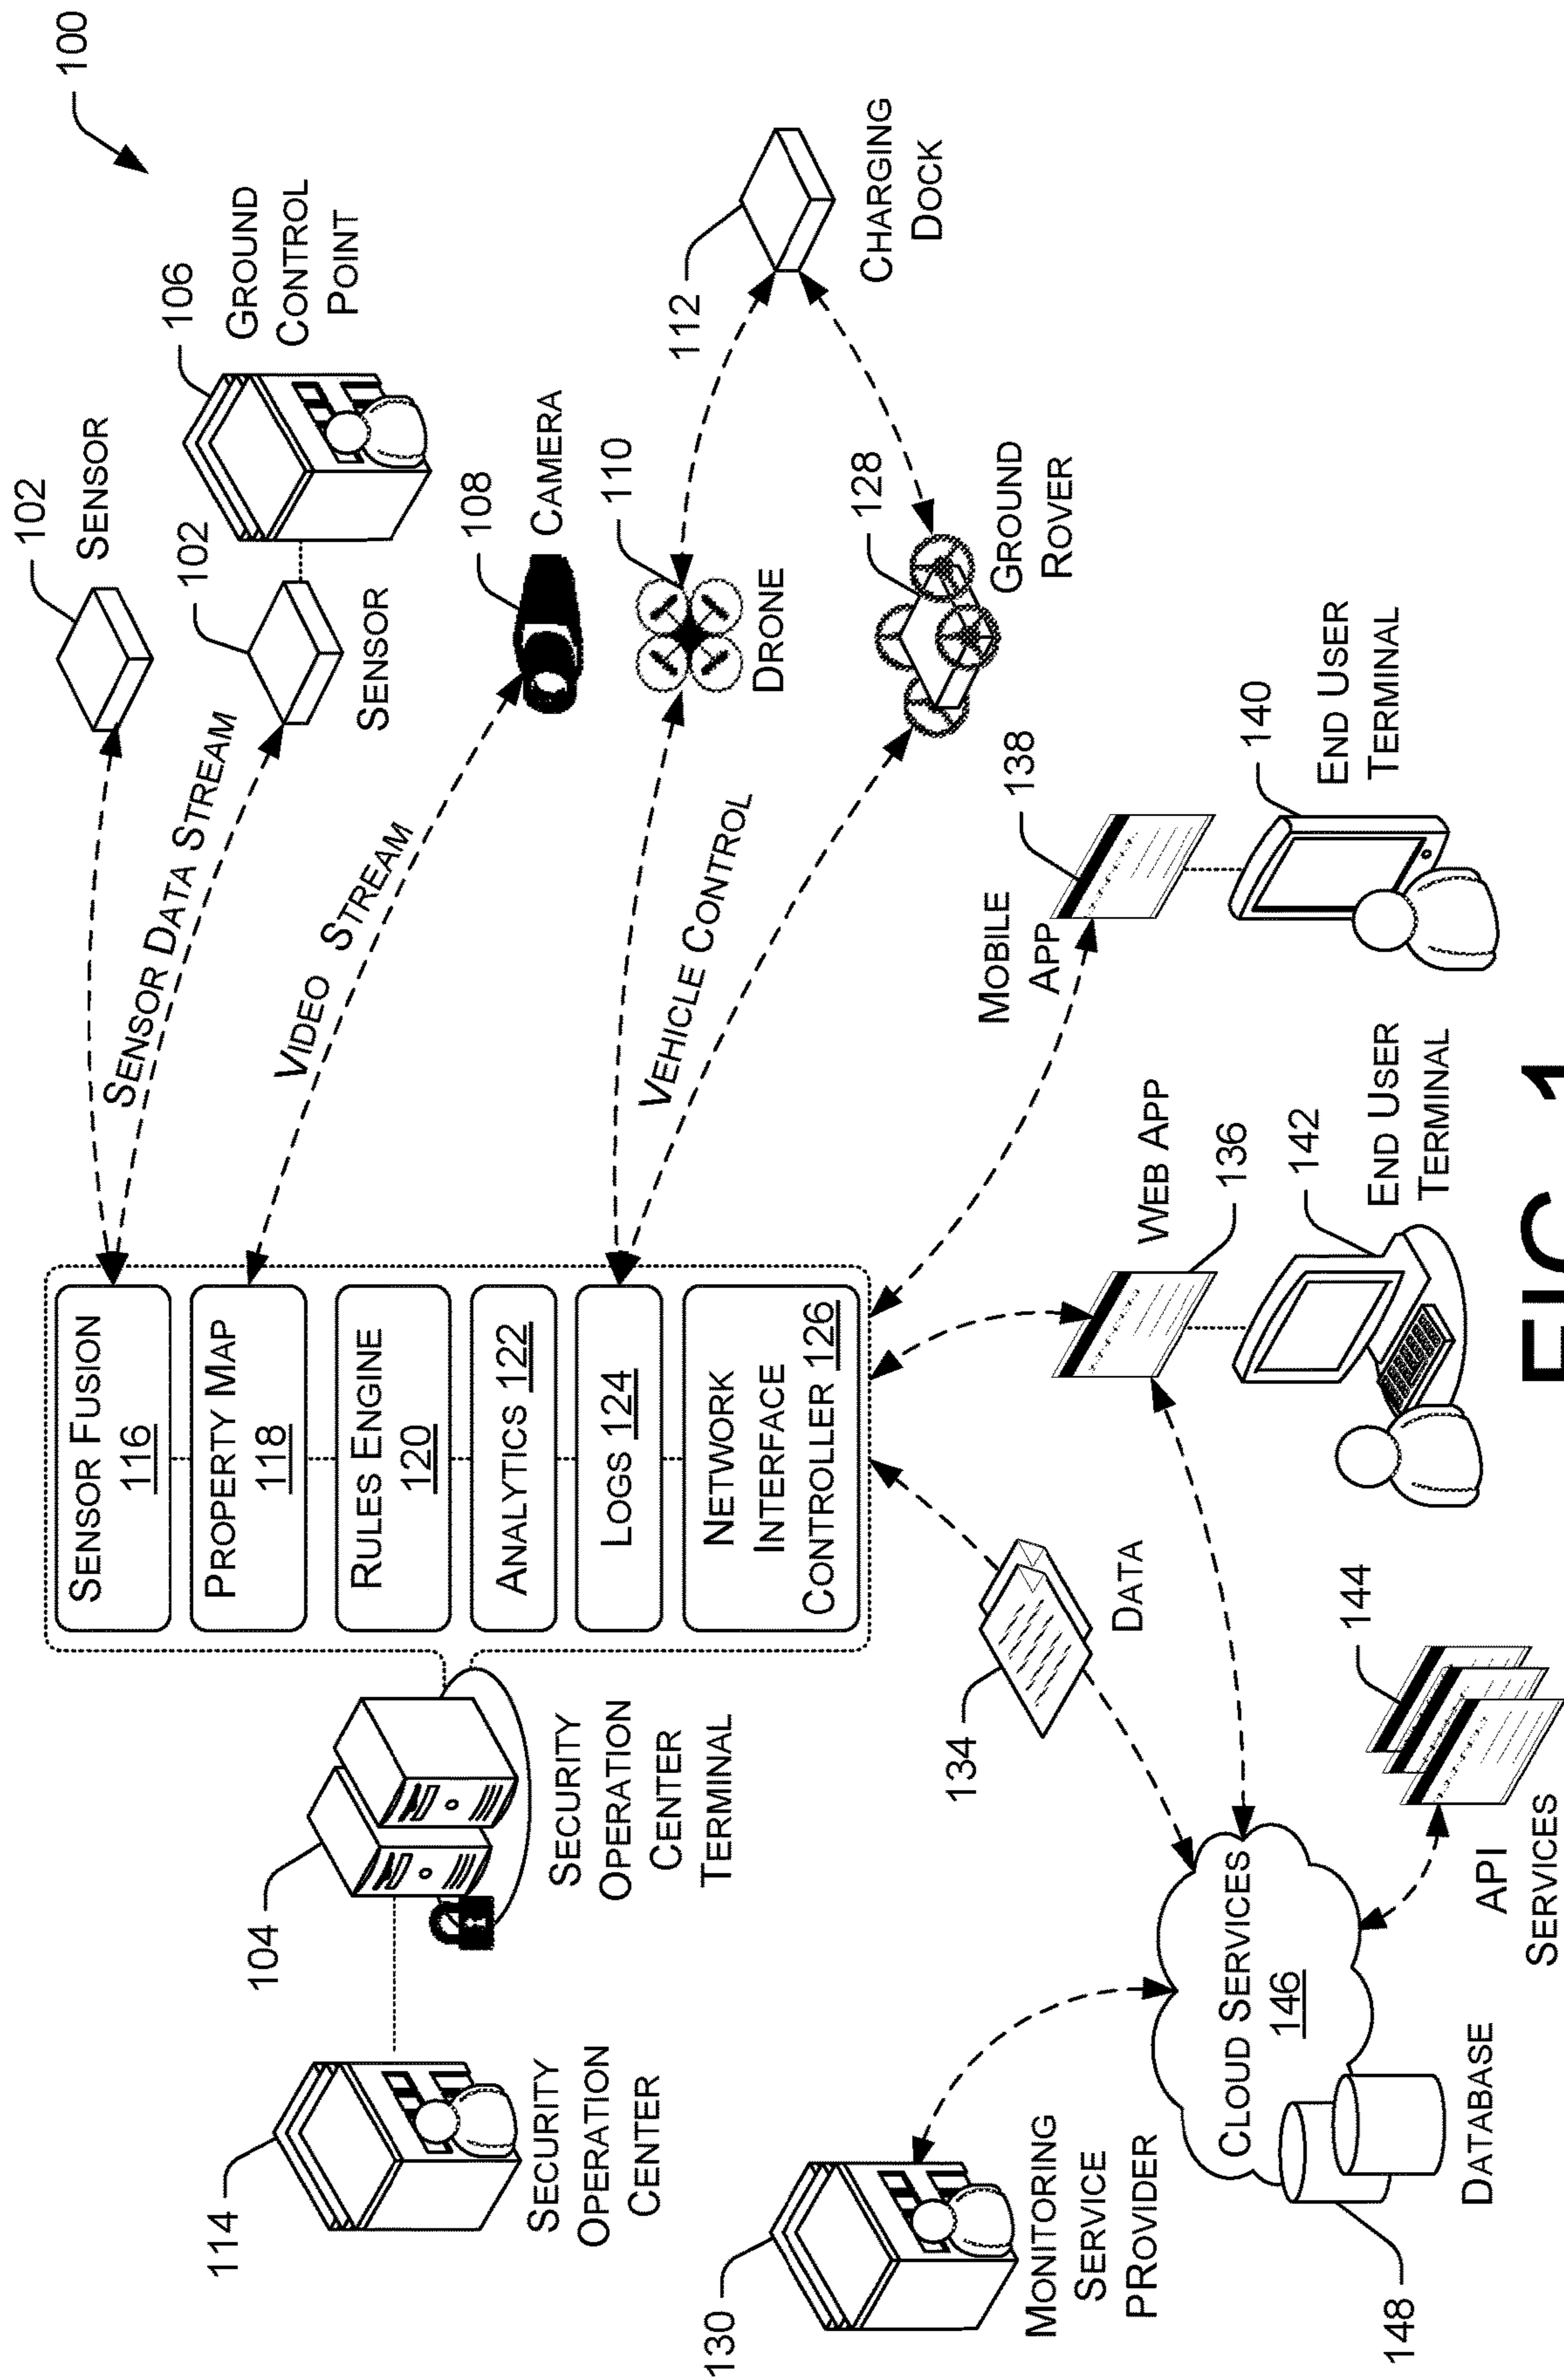 100
102
SENSOR
102
SENSOR
106
GROUND
CONTROL
POINT
SENSOR DATA STREAM
108
CAMERA
VIDEO STREAM
110
DRONE
112
CHARGING
DOCK
VEHICLE CONTROL
128
GROUND
ROVER
SENSOR FUSION
116
PROPERTY MAP
118
RULES ENGINE
120
ANALYTICS 122
LOGS 124
NETWORK
INTERFACE
CONTROLLER 126
104
SECURITY
OPERATION
CENTER
TERMINAL
114
SECURITY
OPERATION
CENTER
130
MONITORING
SERVICE
PROVIDER
134
DATA
MOBILE
APP
138
140
END USER
TERMINAL
WEB APP
136
142
END USER
TERMINAL
144
API
SERVICES
CLOUD SERVICES
146
148
DATABASE
FIG. 1